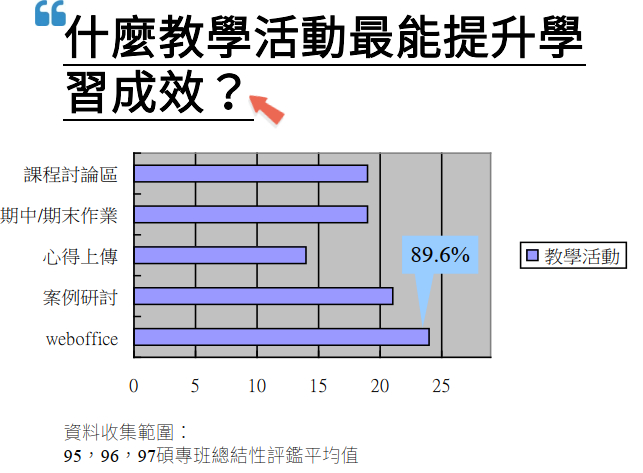 什麼教學活動最能提升學
習成效？
課程討論區
期中/期末作業
心得上傳
案例研討
weboffice
89.6%
教學活動
0 5 10 15 20 25
資料收集範圍：
95，96，97碩專班總結性評鑑平均值